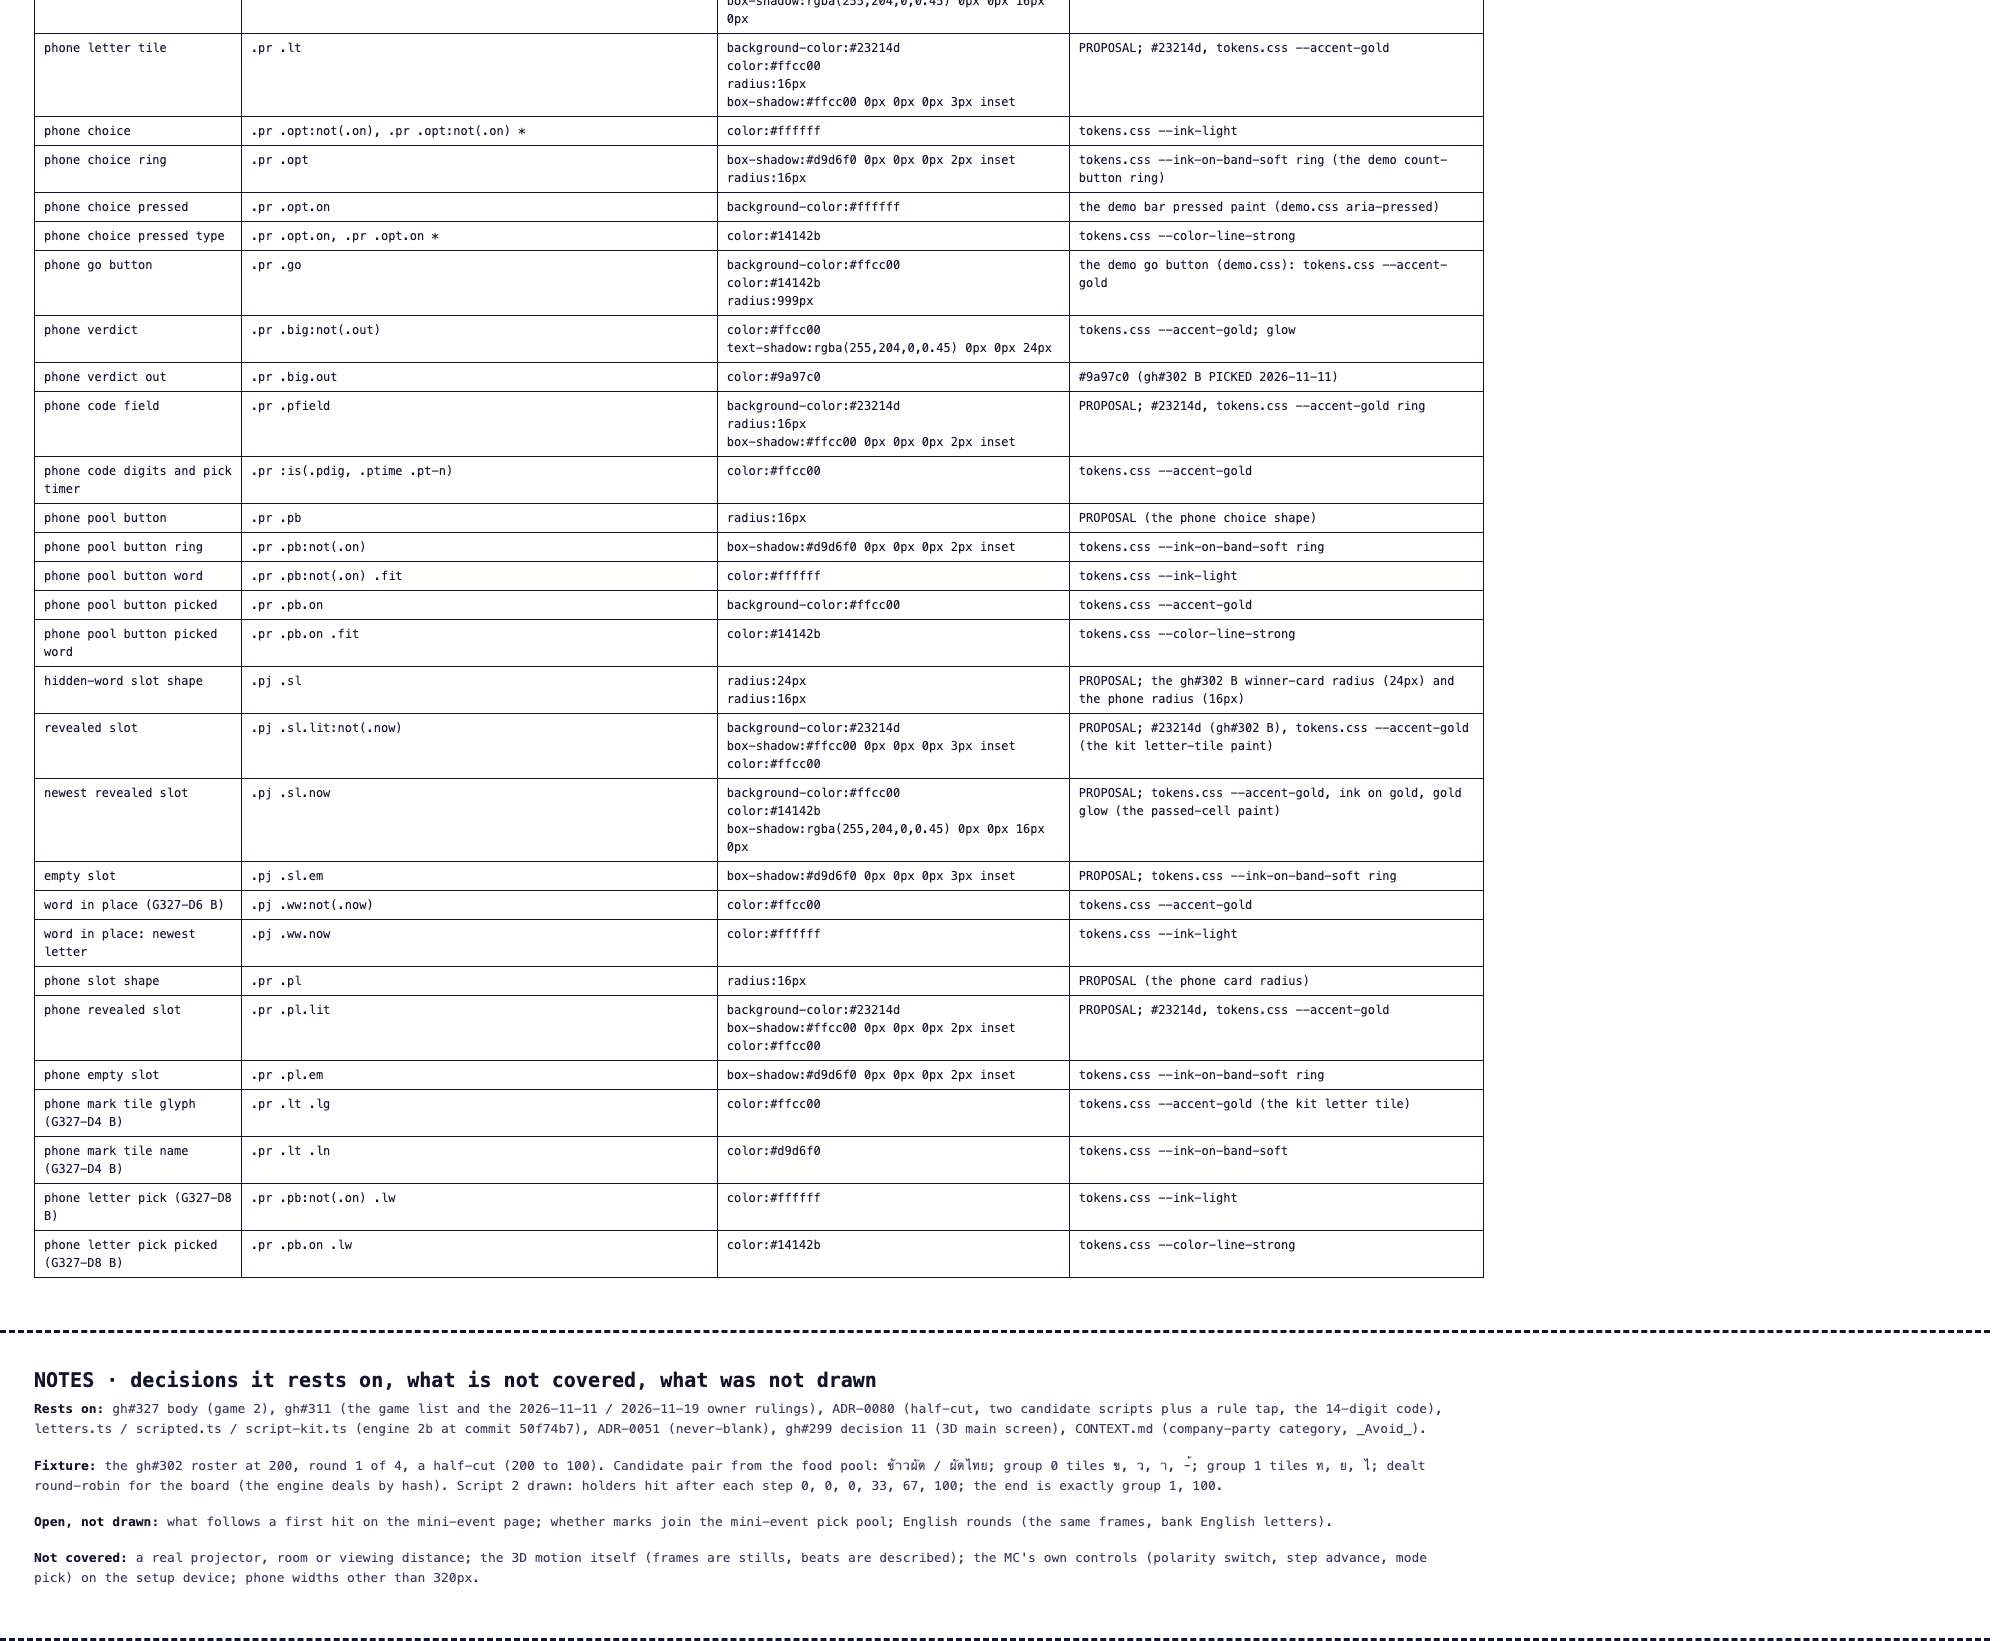 box-shadow:rgba(255,204,0,0.45) 0px 0px 16px
0px
phone letter tile .pr .lt background-color:#23214d PROPOSAL; #23214d, tokens.css --accent-gold
color:#ffcc00
radius:16px
box-shadow:#ffcc00 0px 0px 0px 3px inset
phone choice .pr .opt:not(.on), .pr .opt:not(.on) * color:#ffffff tokens.css --ink-light
phone choice ring .pr .opt box-shadow:#d9d6f0 0px 0px 0px 2px inset tokens.css --ink-on-band-soft ring (the demo count-
radius:16px button ring)
phone choice pressed .pr .opt.on background-color:#ffffff the demo bar pressed paint (demo.css aria-pressed)
phone choice pressed type .pr .opt.on, .pr .opt.on * color:#14142b tokens.css --color-line-strong
phone go button .pr .go background-color:#ffcc00 the demo go button (demo.css): tokens.css --accent-
color:#14142b gold
radius:999px
phone verdict .pr .big:not(.out) color:#ffcc00 tokens.css --accent-gold; glow
text-shadow:rgba(255,204,0,0.45) 0px 0px 24px
phone verdict out .pr .big.out color:#9a97c0 #9a97c0 (gh#302 B PICKED 2026-11-11)
phone code field .pr .pfield background-color:#23214d PROPOSAL; #23214d, tokens.css --accent-gold ring
radius:16px
box-shadow:#ffcc00 0px 0px 0px 2px inset
phone code digits and pick .pr :is(.pdig, .ptime .pt-n) color:#ffcc00 tokens.css --accent-gold
timer
phone pool button .pr .pb radius:16px PROPOSAL (the phone choice shape)
phone pool button ring .pr .pb:not(.on) box-shadow:#d9d6f0 0px 0px 0px 2px inset tokens.css --ink-on-band-soft ring
phone pool button word .pr .pb:not(.on) .fit color:#ffffff tokens.css --ink-light
phone pool button picked .pr .pb.on background-color:#ffcc00 tokens.css --accent-gold
phone pool button picked .pr .pb.on .fit color:#14142b tokens.css --color-line-strong
word
hidden-word slot shape .pj .sl radius:24px PROPOSAL; the gh#302 B winner-card radius (24px) and
radius:16px the phone radius (16px)
revealed slot .pj .sl.lit:not(.now) background-color:#23214d PROPOSAL; #23214d (gh#302 B), tokens.css --accent-gold
box-shadow:#ffcc00 0px 0px 0px 3px inset (the kit letter-tile paint)
color:#ffcc00
newest revealed slot .pj .sl.now background-color:#ffcc00 PROPOSAL; tokens.css --accent-gold, ink on gold, gold
color:#14142b glow (the passed-cell paint)
box-shadow:rgba(255,204,0,0.45) 0px 0px 16px
0px
empty slot .pj .sl.em box-shadow:#d9d6f0 0px 0px 0px 3px inset PROPOSAL; tokens.css --ink-on-band-soft ring
word in place (G327-D6 B) .pj .ww:not(.now) color:#ffcc00 tokens.css --accent-gold
word in place: newest .pj .ww.now color:#ffffff tokens.css --ink-light
letter
phone slot shape .pr .pl radius:16px PROPOSAL (the phone card radius)
phone revealed slot .pr .pl.lit background-color:#23214d PROPOSAL; #23214d, tokens.css --accent-gold
box-shadow:#ffcc00 0px 0px 0px 2px inset
color:#ffcc00
phone empty slot .pr .pl.em box-shadow:#d9d6f0 0px 0px 0px 2px inset tokens.css --ink-on-band-soft ring
phone mark tile glyph .pr .lt .lg color:#ffcc00 tokens.css --accent-gold (the kit letter tile)
(G327-D4 B)
phone mark tile name .pr .lt .ln color:#d9d6f0 tokens.css --ink-on-band-soft
(G327-D4 B)
phone letter pick (G327-D8 .pr .pb:not(.on) .lw color:#ffffff tokens.css --ink-light
B)
phone letter pick picked .pr .pb.on .lw color:#14142b tokens.css --color-line-strong
(G327-D8 B)
NOTES · decisions it rests on, what is not covered, what was not drawn
Rests on: gh#327 body (game 2), gh#311 (the game list and the 2026-11-11 / 2026-11-19 owner rulings), ADR-0080 (half-cut, two candidate scripts plus a rule tap, the 14-digit code),
letters.ts / scripted.ts / script-kit.ts (engine 2b at commit 50f74b7), ADR-0051 (never-blank), gh#299 decision 11 (3D main screen), CONTEXT.md (company-party category, _Avoid_).
Fixture: the gh#302 roster at 200, round 1 of 4, a half-cut (200 to 100). Candidate pair from the food pool: ข้าวผัด / ผัดไทย; group 0 tiles ข, ว, า, -้; group 1 tiles ท, ย, ไ; dealt
round-robin for the board (the engine deals by hash). Script 2 drawn: holders hit after each step 0, 0, 0, 33, 67, 100; the end is exactly group 1, 100.
Open, not drawn: what follows a first hit on the mini-event page; whether marks join the mini-event pick pool; English rounds (the same frames, bank English letters).
Not covered: a real projector, room or viewing distance; the 3D motion itself (frames are stills, beats are described); the MC's own controls (polarity switch, step advance, mode
pick) on the setup device; phone widths other than 320px.